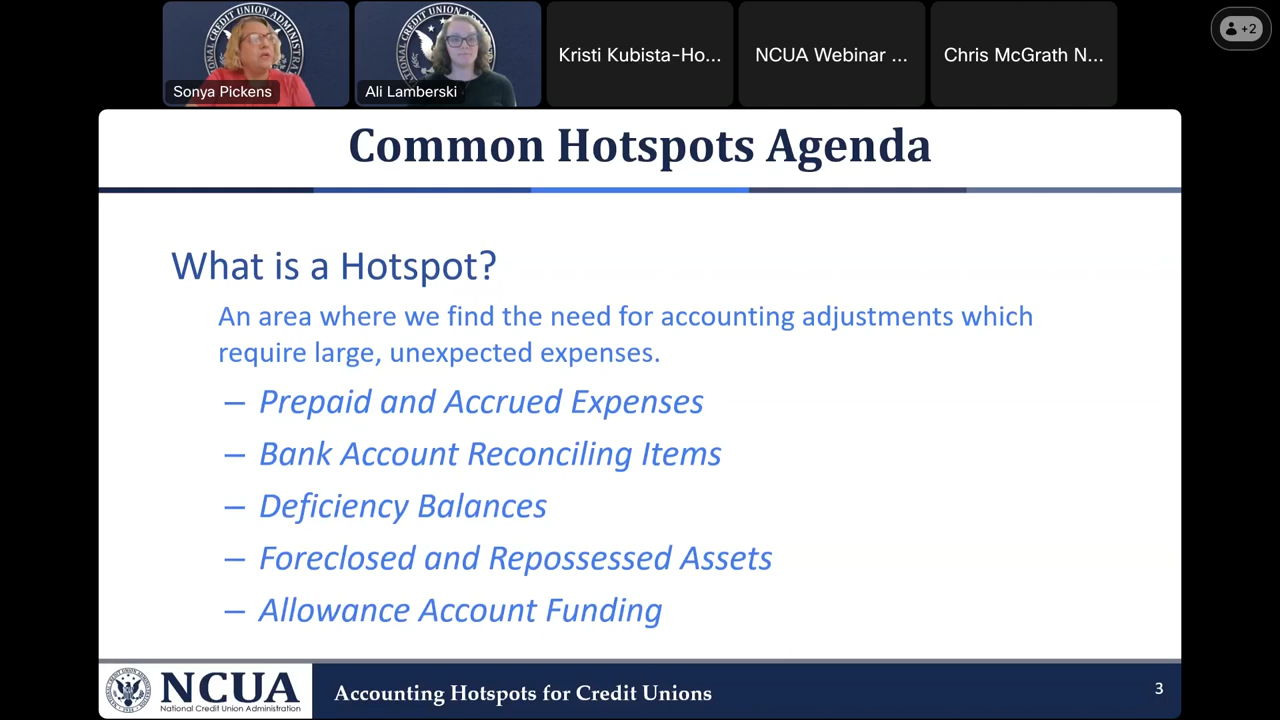 Sonya Pickens
Ali Lamberski
Kristi Kubista-Ho...
NCUA Webinar ...
Chris McGrath N...
+2
Common Hotspots Agenda
What is a Hotspot?
An area where we find the need for accounting adjustments which
require large, unexpected expenses.
– Prepaid and Accrued Expenses
– Bank Account Reconciling Items
– Deficiency Balances
– Foreclosed and Repossessed Assets
– Allowance Account Funding
NCUA
National Credit Union Administration
Accounting Hotspots for Credit Unions
3